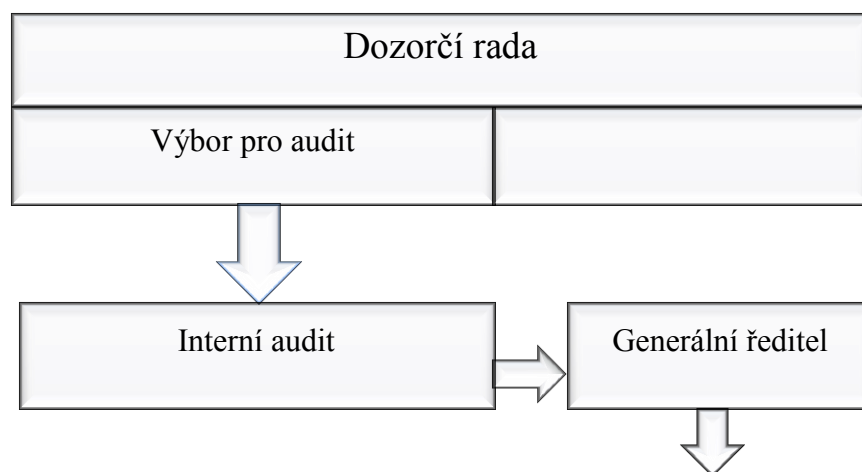 Dozorčí rada
Výbor pro audit
Interní audit
Generální ředitel